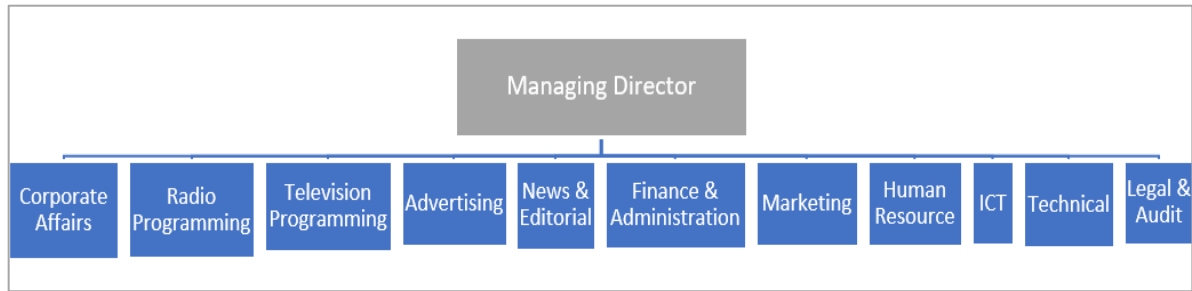 Managing Director
Corporate
Affairs
Radio
Programming
Television
Programming
Advertising
News &
Editorial
Finance &
Administration
Marketing
Human
Resource
ICT
Technical
Legal &
Audit